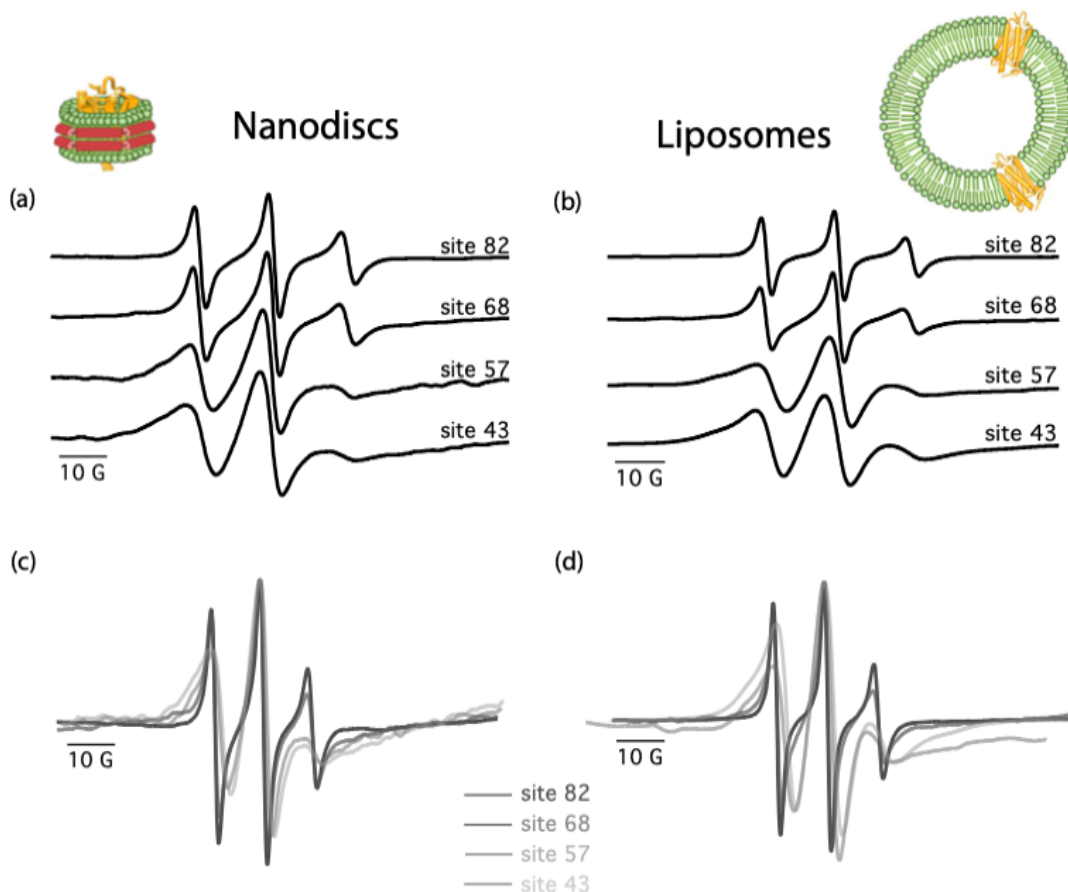 Nanodiscs
Liposomes
(a)
(b)
site 82
site 68
site 57
site 43
10 G
site 82
site 68
site 57
site 43
10 G
(c)
(d)
10 G
10 G
site 82
site 68
site 57
site 43